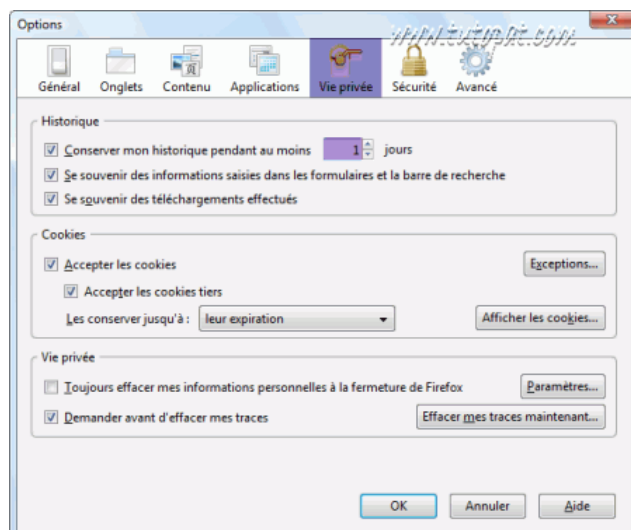 Options
www.tutopat.com
Général Onglets Contenu Applications Vie privée Sécurité Avancé
Historique
Conserver mon historique pendant au moins 1 jours
Se souvenir des informations saisies dans les formulaires et la barre de recherche
Se souvenir des téléchargements effectués
Cookies
Accepter les cookies Exceptions...
Accepter les cookies tiers
Les conserver jusqu'à : leur expiration Afficher les cookies...
Vie privée
Toujours effacer mes informations personnelles à la fermeture de Firefox Paramètres...
Demander avant d'effacer mes traces Effacer mes traces maintenant...
OK Annuler Aide